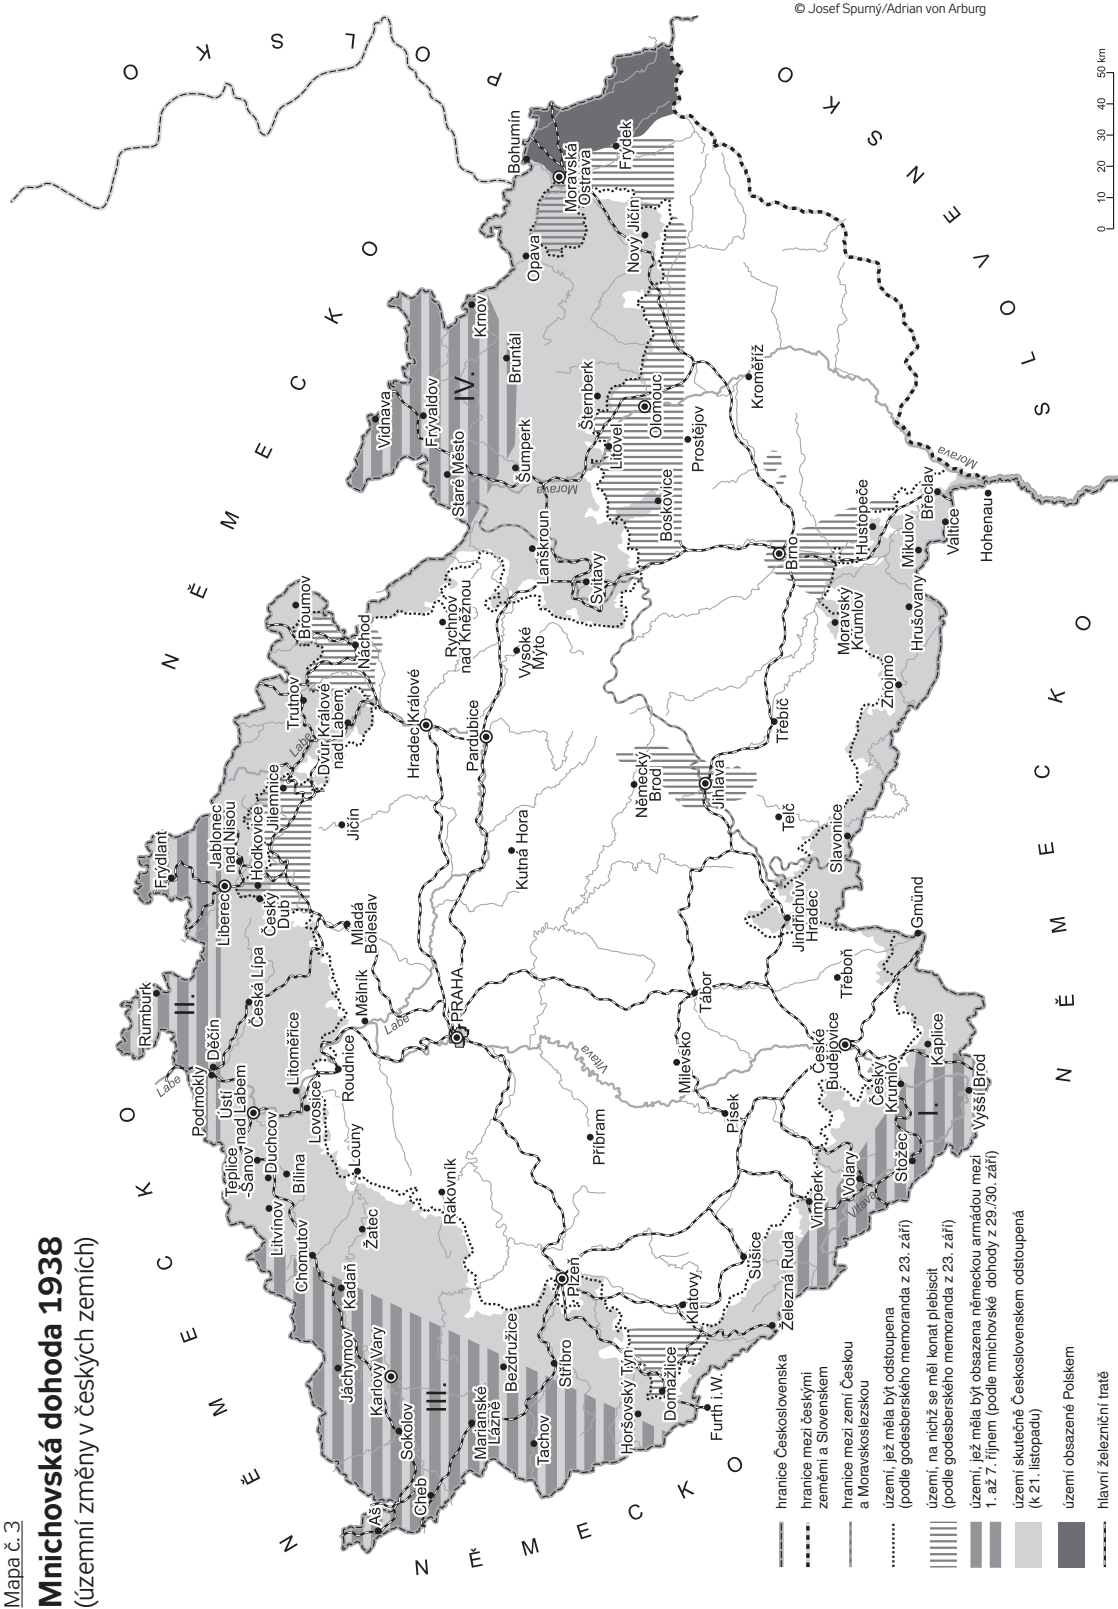 Mapa č. 3
Mnichovská dohoda 1938
(územní změny v českých zemích)
© Josef Spurný/Adrian von Arburg
N Ě M E C K O
N Ě M E C K O
N Ě M E C K O
N Ě M E C K O
P O L S K O
S L O V E N S K O
Aš
Cheb
Sokolov
Karlovy Vary
Jáchymov
Kadaň
Chomutov
Žatec
Mariánské
Lázně
Bezdružice
Tachov
Stříbro
Plzeň
Horšovský Týn
Domažlice
Furth i.W.
Klatovy
Železná Ruda
Sušice
Vimperk
Volary
Stožec
Vltava
Český
Krumlov
Vyšší Brod
Kaplice
České
Budějovice
Třeboň
Gmünd
Písek
Milevsko
Tábor
Příbram
Vltava
Rakovník
Louny
Litvínov
Duchcov
Bílina
Teplice
-Šanov
Ústí
nad Labem
Podmokly
Děčín
Labe
Rumburk
Lovosice
Litoměřice
Roudnice
Mělník
Labe
PRAHA
Česká Lípa
Mladá
Boleslav
Frýdlant
Liberec
Jablonec
nad Nisou
Hodkovice
Český
Dub
Jilemnice
Jičín
Labe
Trutnov
Dvůr Králové
nad Labem
Broumov
Náchod
Hradec Králové
Pardubice
Kutná Hora
Rychnov
nad Kněžnou
Vysoké
Mýto
Německý
Brod
Jihlava
Telč
Třebíč
Jindřichův
Hradec
Slavonice
Znojmo
Moravský
Krumlov
Hrušovany
Mikulov
Valtice
Břeclav
Hohenau
Hustopeče
Brno
Morava
Lanškroun
Svitavy
Boskovice
Prostějov
Olomouc
Litovel
Šternberk
Šumperk
Morava
Staré Město
Frývaldov
Vidnava
Bruntál
Krnov
Opava
Nový Jičín
Moravská
Ostrava
Bohumín
Frýdek
Kroměříž
I.
II.
III.
IV.
hranice Československa
hranice mezi českými
zeměmi a Slovenskem
hranice mezi zemí Českou
a Moravskoslezskou
území, jež měla být odstoupena
(podle godesberského memoranda z 23. září)
území, na nichž se měl konat plebiscit
(podle godesberského memoranda z 23. září)
území, jež měla být obsazena německou armádou mezi
1. až 7. říjnem (podle mnichovské dohody z 29./30. září)
území skutečně Československem odstoupená
(k 21. listopadu)
území obsazené Polskem
hlavní železniční tratě
0 10 20 30 40 50 km